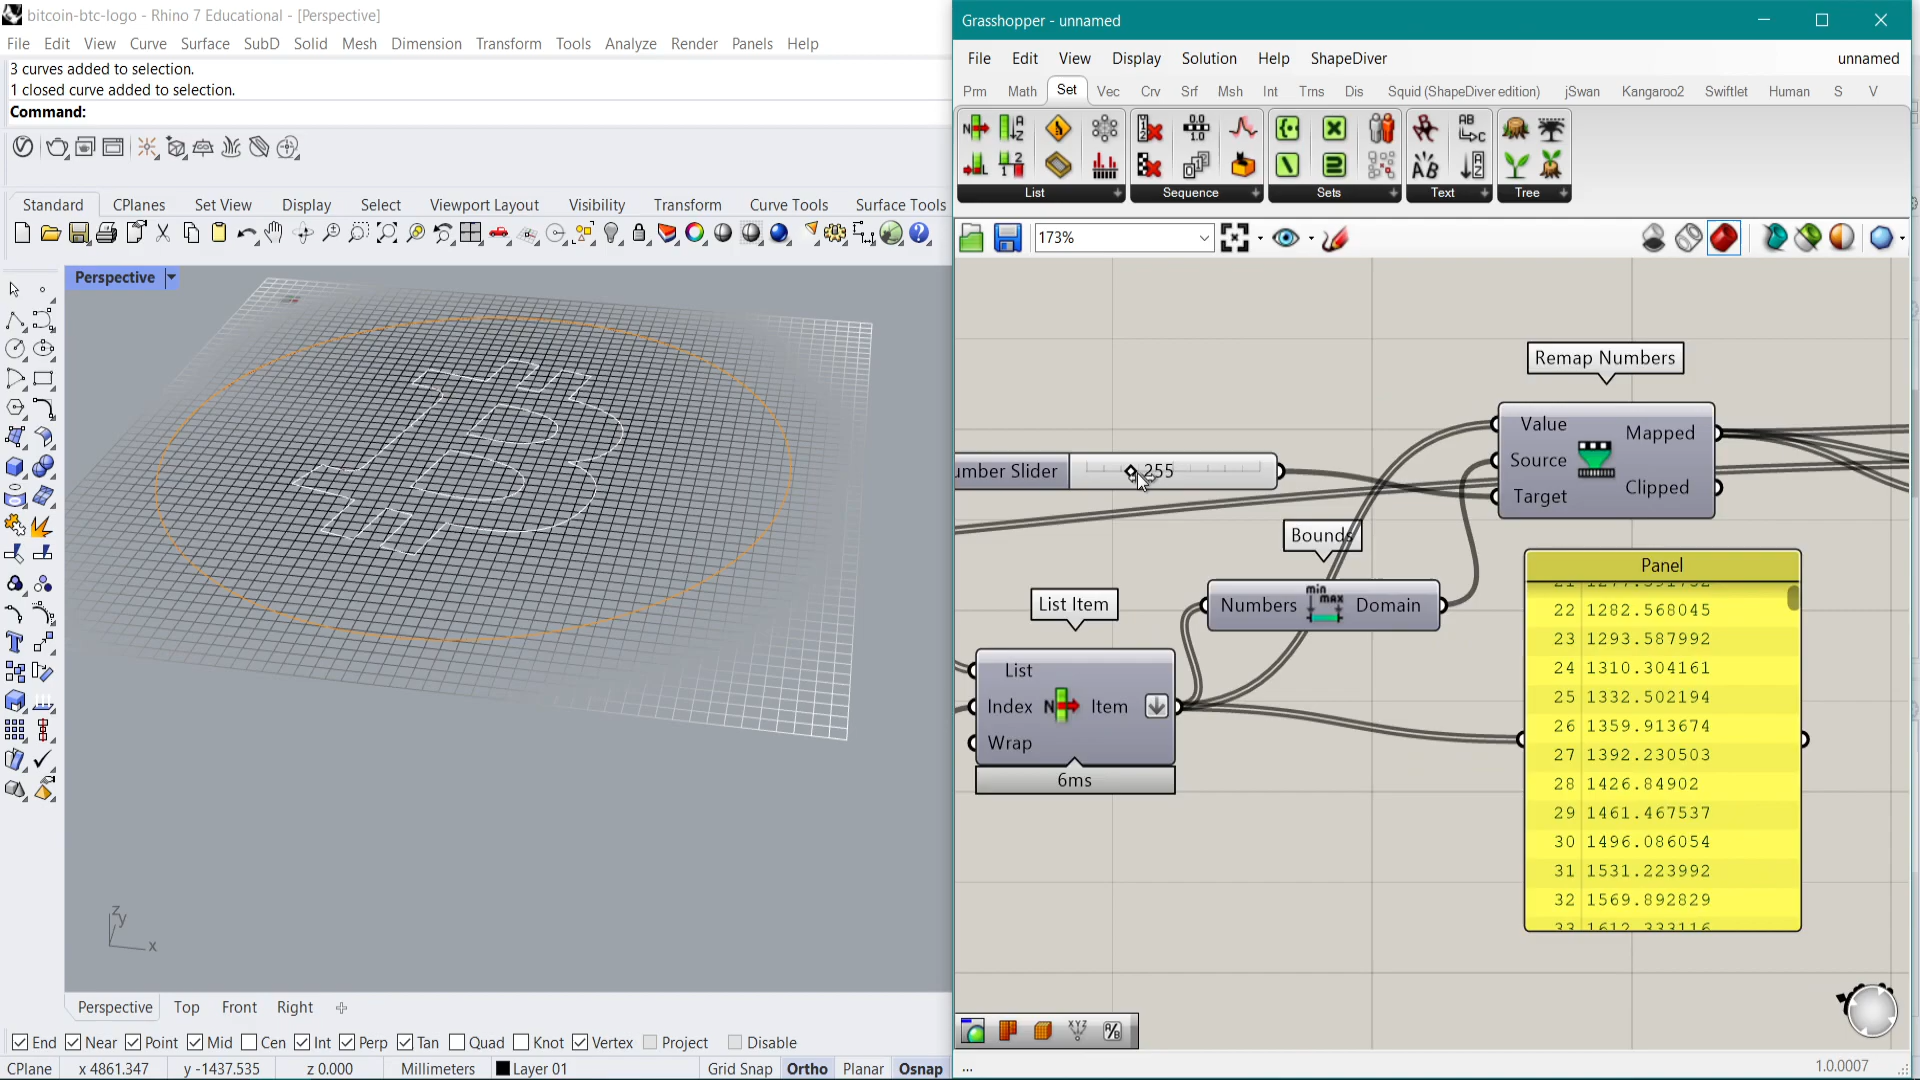 bitcoin-btc-logo - Rhino 7 Educational - [Perspective]
File Edit View Curve Surface SubD Solid Mesh Dimension Transform Tools Analyze Render Panels Help
3 curves added to selection.
1 closed curve added to selection.
Command:
Standard CPlanes Set View Display Select Viewport Layout Visibility Transform Curve Tools Surface Tools
Perspective
z
y
x
Perspective Top Front Right
End Near Point Mid Cen Int Perp Tan Quad Knot Vertex Project Disable
CPlane x 4861.347 y -1437.535 z 0.000 Millimeters Layer 01 Grid Snap Ortho Planar Osnap
Grasshopper - unnamed
File Edit View Display Solution Help ShapeDiver unnamed
Prm Math Set Vec Crv Srf Msh Int Trns Dis Squid (ShapeDiver edition) jSwan Kangaroo2 Swiftlet Human S V
List Sequence Sets Text Tree
173%
Remap Numbers
Value
Source
Target
Mapped
Clipped
umber Slider 255
Bounds
Numbers min max Domain
List Item
List
Index N Item
Wrap
6ms
Panel
22 1282.568045
23 1293.587992
24 1310.304161
25 1332.502194
26 1359.913674
27 1392.230503
28 1426.84902
29 1461.467537
30 1496.086054
31 1531.223992
32 1569.892829
33 1612.333116
...
1.0.0007